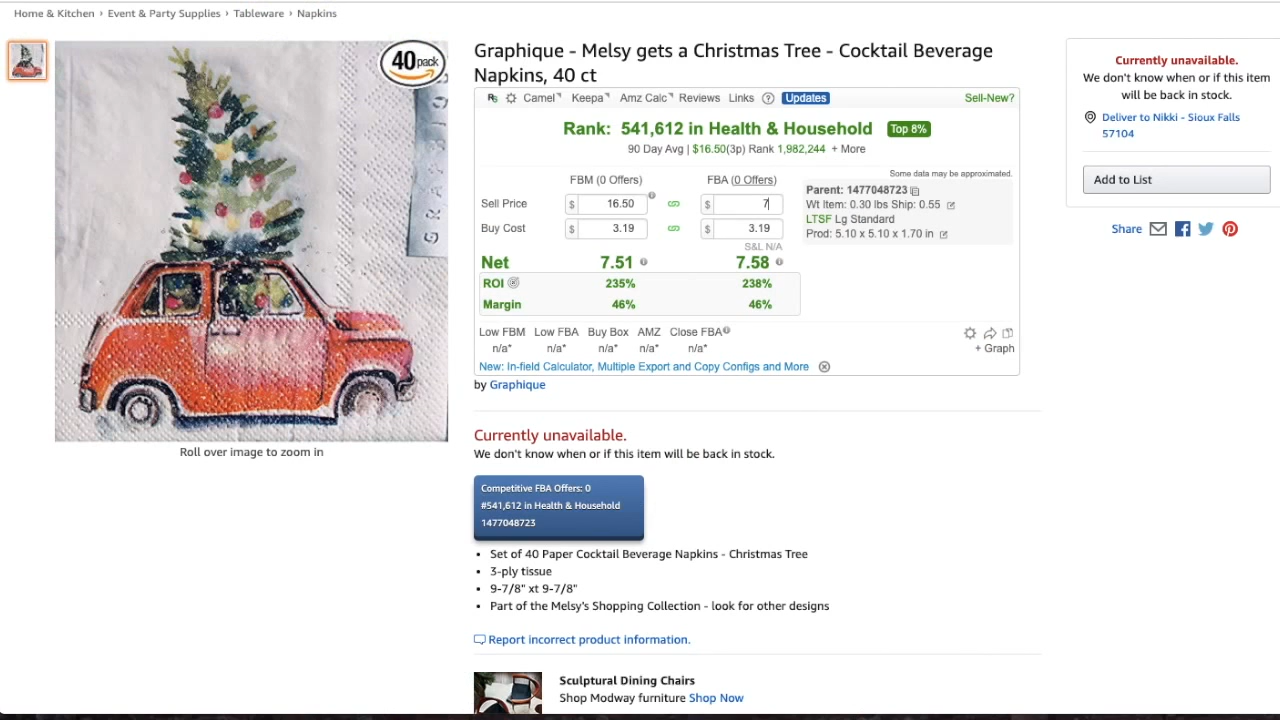 Home & Kitchen › Event & Party Supplies › Tableware › Napkins
40 pack
Graphique - Melsy gets a Christmas Tree - Cocktail Beverage
Napkins, 40 ct
RS Camel Keepa Amz Calc Reviews Links ? Updates Sell-New?
Rank: 541,612 in Health & Household Top 8%
90 Day Avg | $16.50(3p) Rank 1,982,244 + More
Some data may be approximated.
FBM (0 Offers) FBA (0 Offers)
Sell Price $ 16.50 $ 7
Buy Cost $ 3.19 $ 3.19
S&L N/A
Net 7.51 7.58
ROI 235% 238%
Margin 46% 46%
Parent: 1477048723
Wt Item: 0.30 lbs Ship: 0.55
LTSF Lg Standard
Prod: 5.10 x 5.10 x 1.70 in
Low FBM Low FBA Buy Box AMZ Close FBA
n/a* n/a* n/a* n/a* n/a*
+ Graph
New: In-field Calculator, Multiple Export and Copy Configs and More
by Graphique
Roll over image to zoom in
Currently unavailable.
We don't know when or if this item will be back in stock.
Competitive FBA Offers: 0
#541,612 in Health & Household
1477048723
• Set of 40 Paper Cocktail Beverage Napkins - Christmas Tree
• 3-ply tissue
• 9-7/8" xt 9-7/8"
• Part of the Melsy's Shopping Collection - look for other designs
Report incorrect product information.
Sculptural Dining Chairs
Shop Modway furniture Shop Now
Currently unavailable.
We don't know when or if this item
will be back in stock.
Deliver to Nikki - Sioux Falls
57104
Add to List
Share